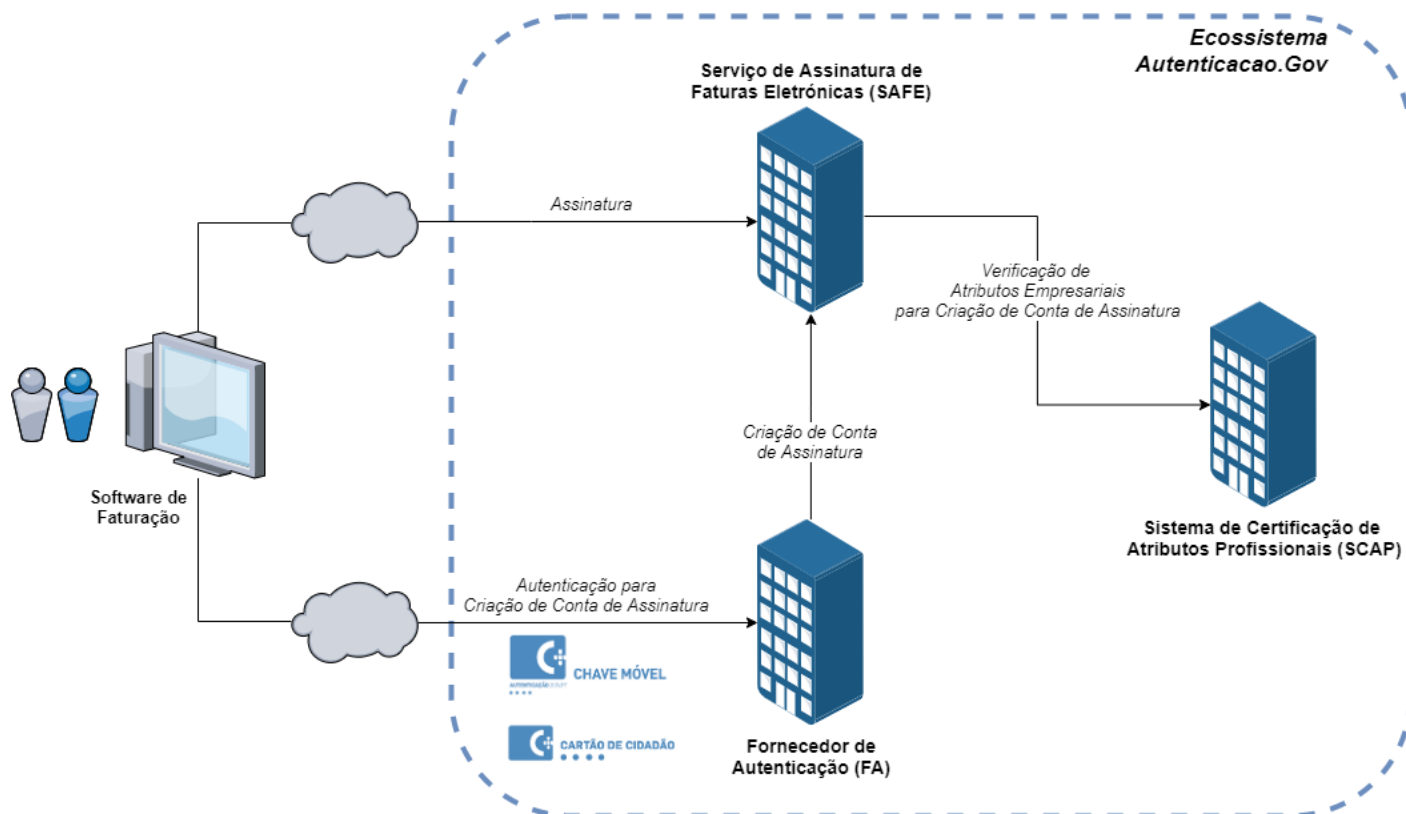 Ecossistema
Autenticacao.Gov
Serviço de Assinatura de
Faturas Eletrónicas (SAFE)
Assinatura
Verificação de
Atributos Empresariais
para Criação de Conta de Assinatura
Criação de Conta
de Assinatura
Software de
Faturação
Sistema de Certificação de
Atributos Profissionais (SCAP)
Autenticação para
Criação de Conta de Assinatura
CHAVE MÓVEL
CARTÃO DE CIDADÃO
Fornecedor de
Autenticação (FA)